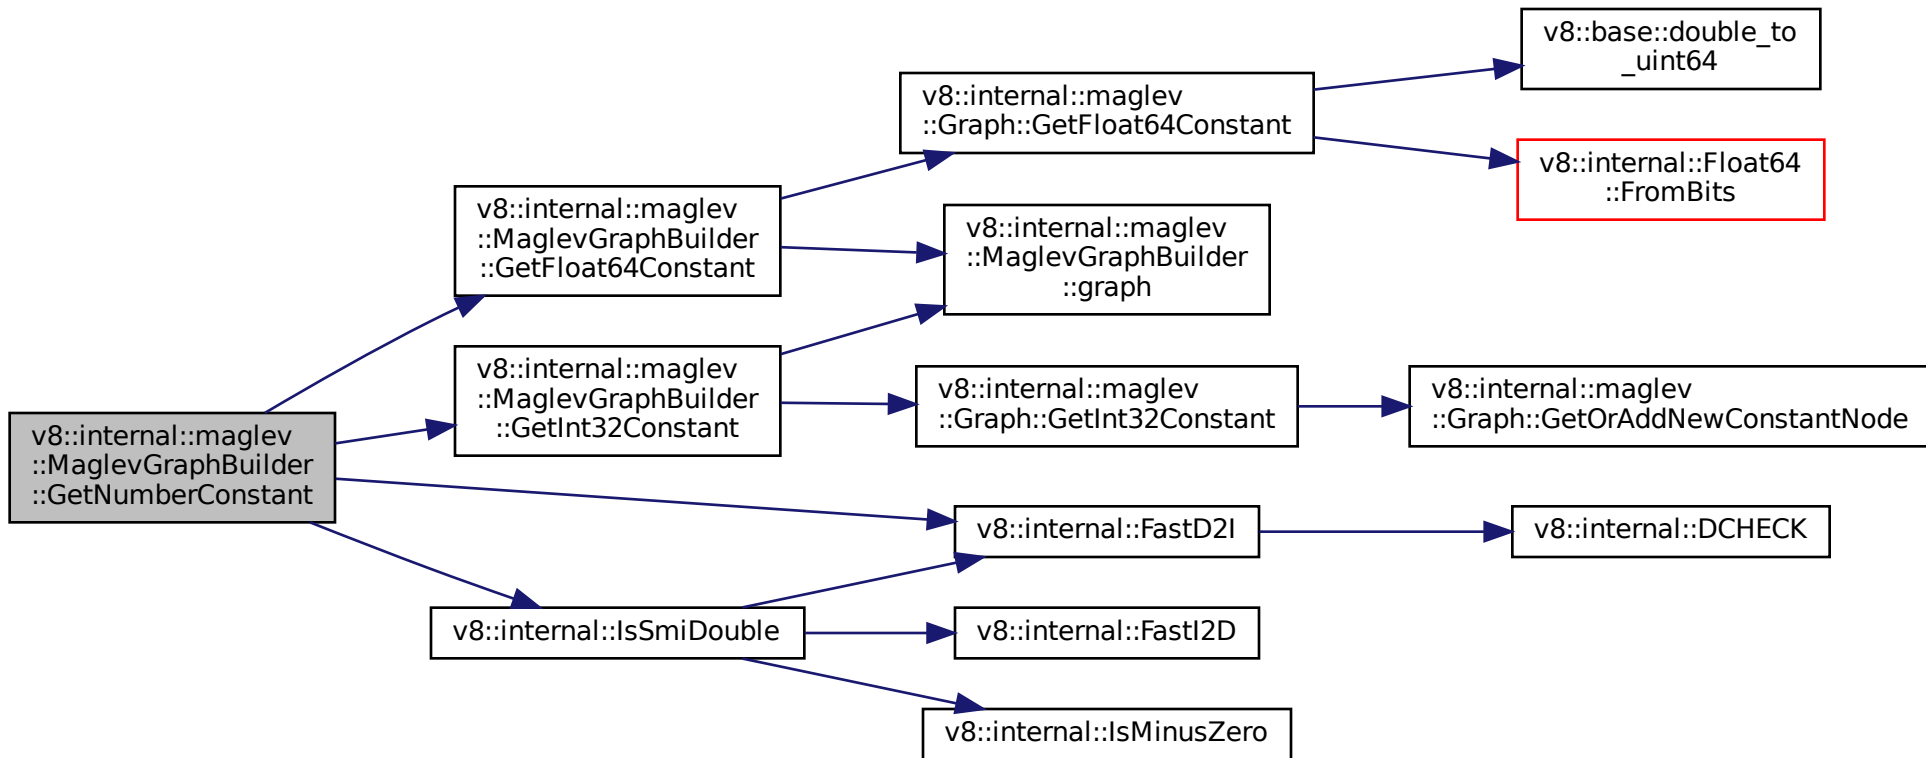 v8::internal::maglev
::MaglevGraphBuilder
::GetNumberConstant
v8::internal::maglev
::MaglevGraphBuilder
::GetFloat64Constant
v8::internal::maglev
::MaglevGraphBuilder
::GetInt32Constant
v8::internal::IsSmiDouble
v8::internal::maglev
::Graph::GetFloat64Constant
v8::internal::maglev
::MaglevGraphBuilder
::graph
v8::internal::maglev
::Graph::GetInt32Constant
v8::internal::FastD2I
v8::internal::FastI2D
v8::internal::IsMinusZero
v8::base::double_to
_uint64
v8::internal::Float64
::FromBits
v8::internal::maglev
::Graph::GetOrAddNewConstantNode
v8::internal::DCHECK